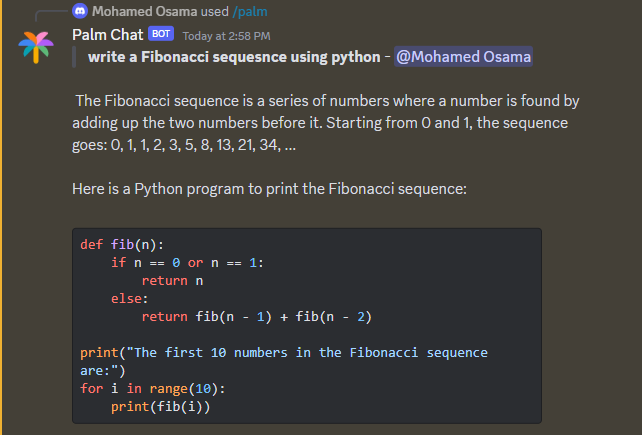 Mohamed Osama used /palm
Palm Chat BOT Today at 2:58 PM
write a Fibonacci sequesnce using python - @Mohamed Osama
The Fibonacci sequence is a series of numbers where a number is found by
adding up the two numbers before it. Starting from 0 and 1, the sequence
goes: 0, 1, 1, 2, 3, 5, 8, 13, 21, 34, ...
Here is a Python program to print the Fibonacci sequence:
def fib(n):
    if n == 0 or n == 1:
        return n
    else:
        return fib(n - 1) + fib(n - 2)
print("The first 10 numbers in the Fibonacci sequence
are:")
for i in range(10):
    print(fib(i))